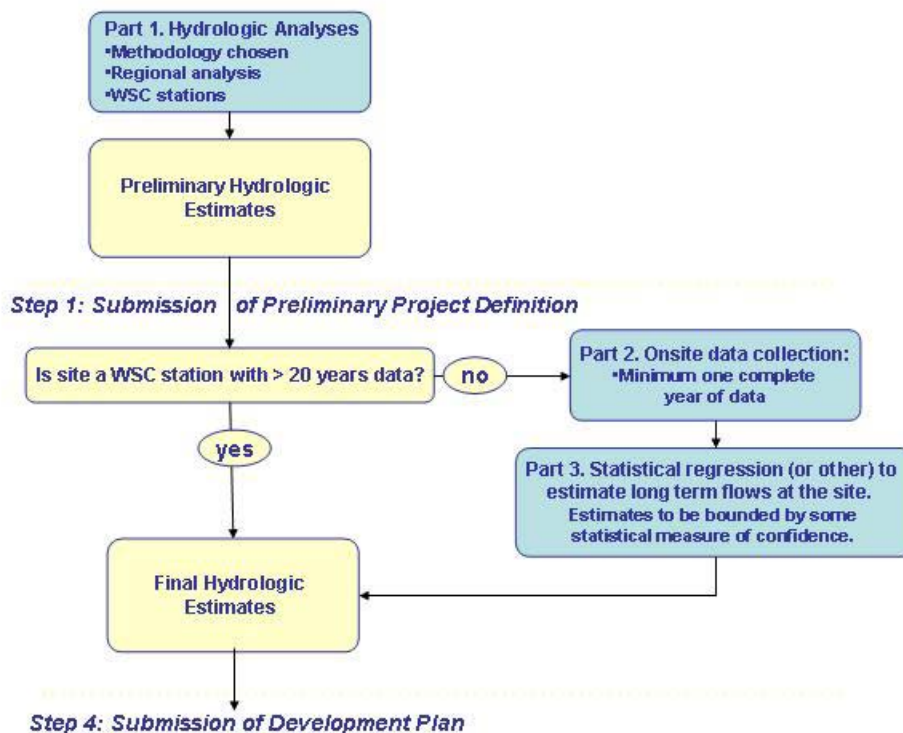 Part 1. Hydrologic Analyses
▪Methodology chosen
▪Regional analysis
▪WSC stations
Preliminary Hydrologic
Estimates
Step 1: Submission of Preliminary Project Definition
Is site a WSC station with > 20 years data?
no
Part 2. Onsite data collection:
▪Minimum one complete
year of data
yes
Part 3. Statistical regression (or other) to
estimate long term flows at the site.
Estimates to be bounded by some
statistical measure of confidence.
Final Hydrologic
Estimates
Step 4: Submission of Development Plan